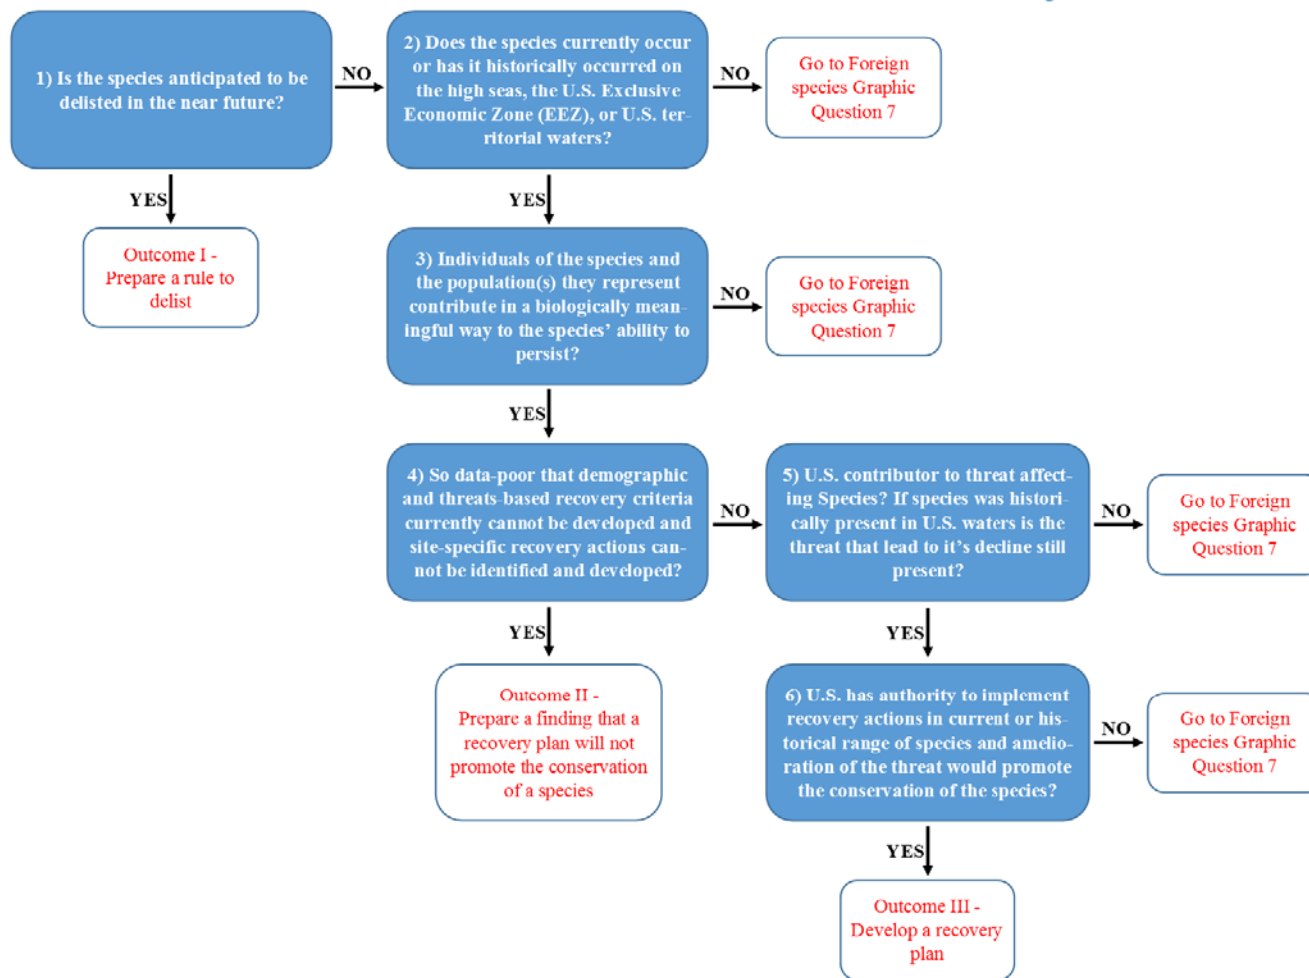 1) Is the species anticipated to be
delisted in the near future?
NO
2) Does the species currently occur
or has it historically occurred on
the high seas, the U.S. Exclusive
Economic Zone (EEZ), or U.S. ter-
ritorial waters?
NO
Go to Foreign
species Graphic
Question 7
YES
YES
Outcome I -
Prepare a rule to
delist
3) Individuals of the species and
the population(s) they represent
contribute in a biologically mean-
ingful way to the species’ ability to
persist?
NO
Go to Foreign
species Graphic
Question 7
YES
4) So data-poor that demographic
and threats-based recovery criteria
currently cannot be developed and
site-specific recovery actions can-
not be identified and developed?
NO
5) U.S. contributor to threat affect-
ing Species? If species was histori-
cally present in U.S. waters is the
threat that lead to it’s decline still
present?
NO
Go to Foreign
species Graphic
Question 7
YES
YES
Outcome II -
Prepare a finding that a
recovery plan will not
promote the conservation
of a species
6) U.S. has authority to implement
recovery actions in current or his-
torical range of species and amelio-
ration of the threat would promote
the conservation of the species?
NO
Go to Foreign
species Graphic
Question 7
YES
Outcome III -
Develop a recovery
plan